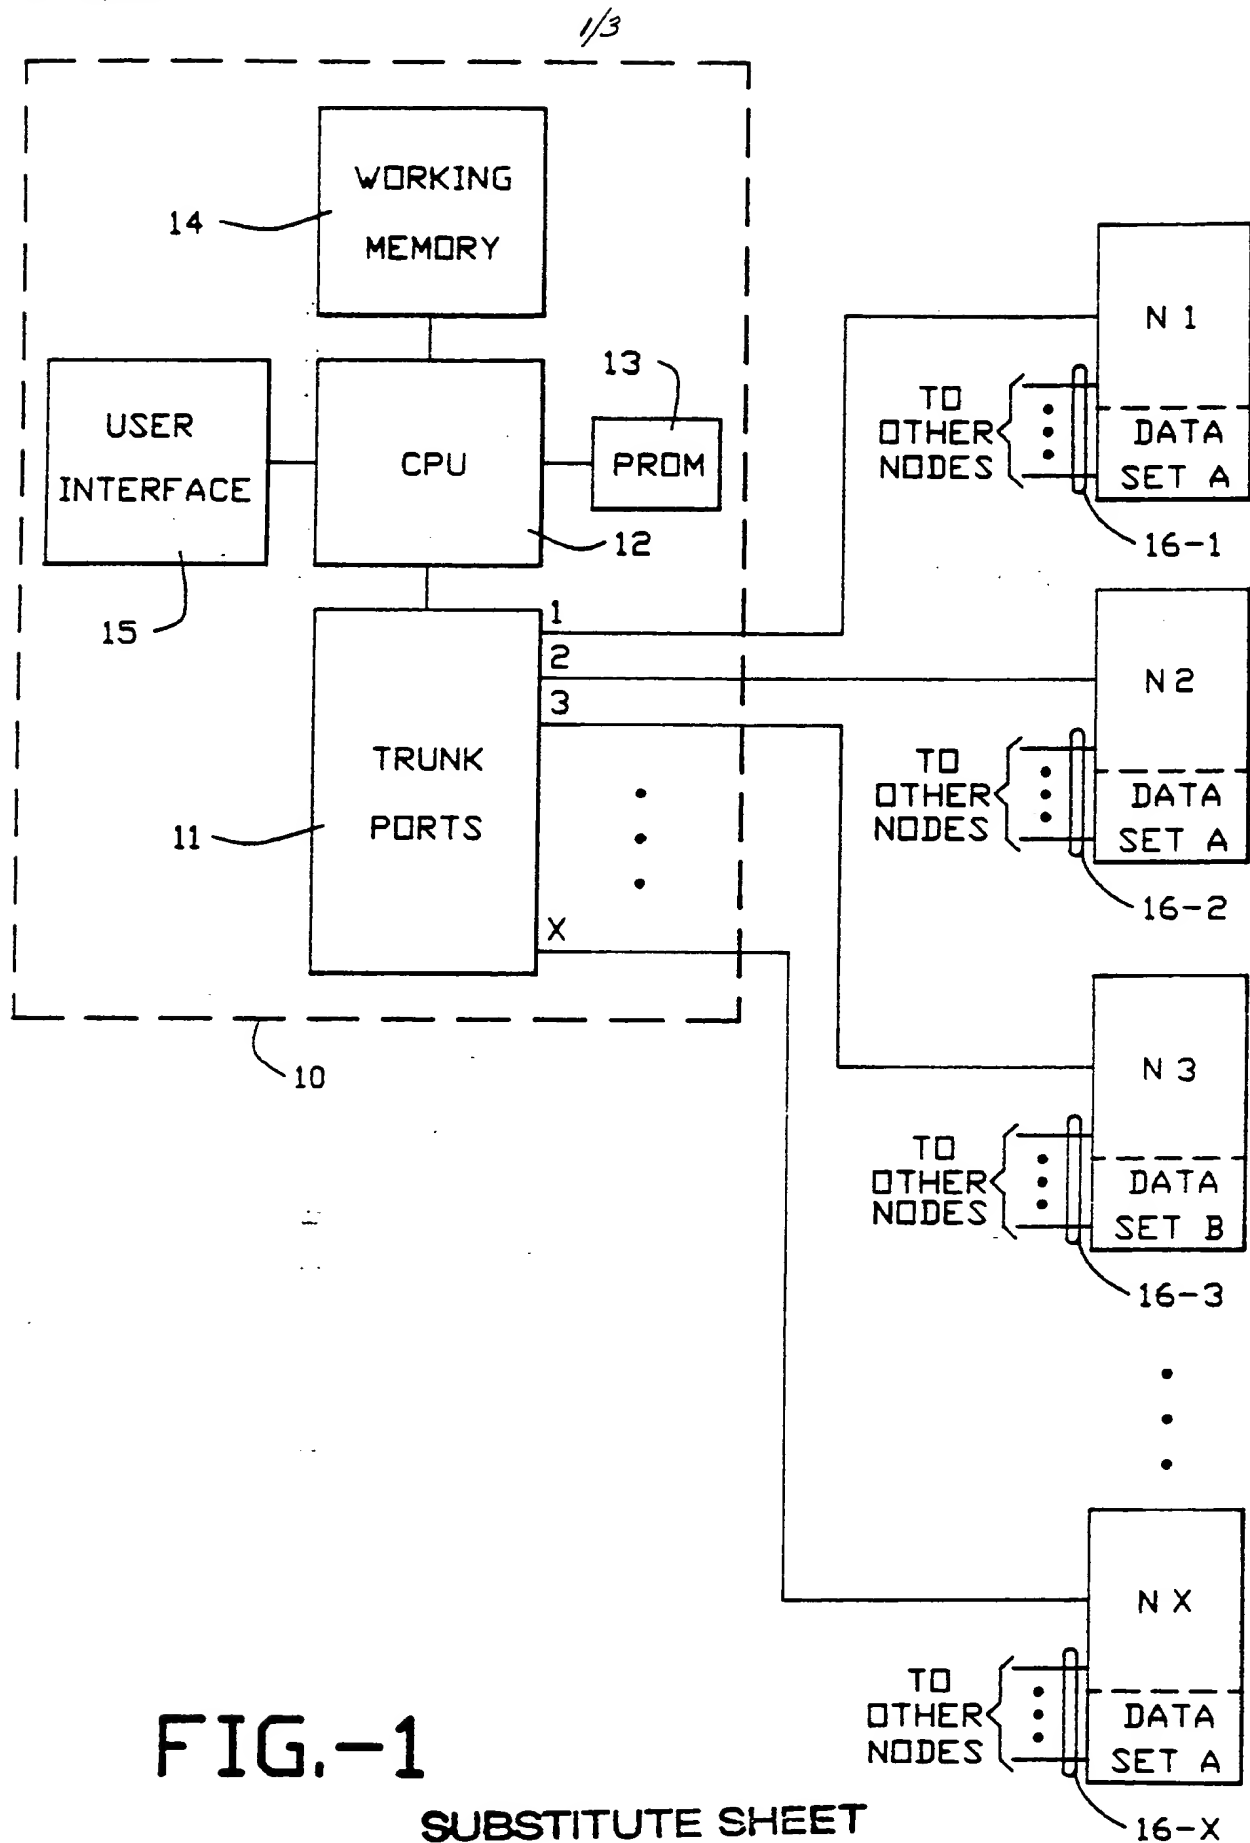 1/3
WORKING
MEMORY
14
USER
INTERFACE
15
CPU
12
13
PROM
TRUNK
PORTS
11
1
2
3
X
10
N 1
DATA
SET A
TO
OTHER
NODES
16-1
N 2
DATA
SET A
TO
OTHER
NODES
16-2
N 3
DATA
SET B
TO
OTHER
NODES
16-3
N X
DATA
SET A
TO
OTHER
NODES
16-X
FIG.-1
SUBSTITUTE SHEET